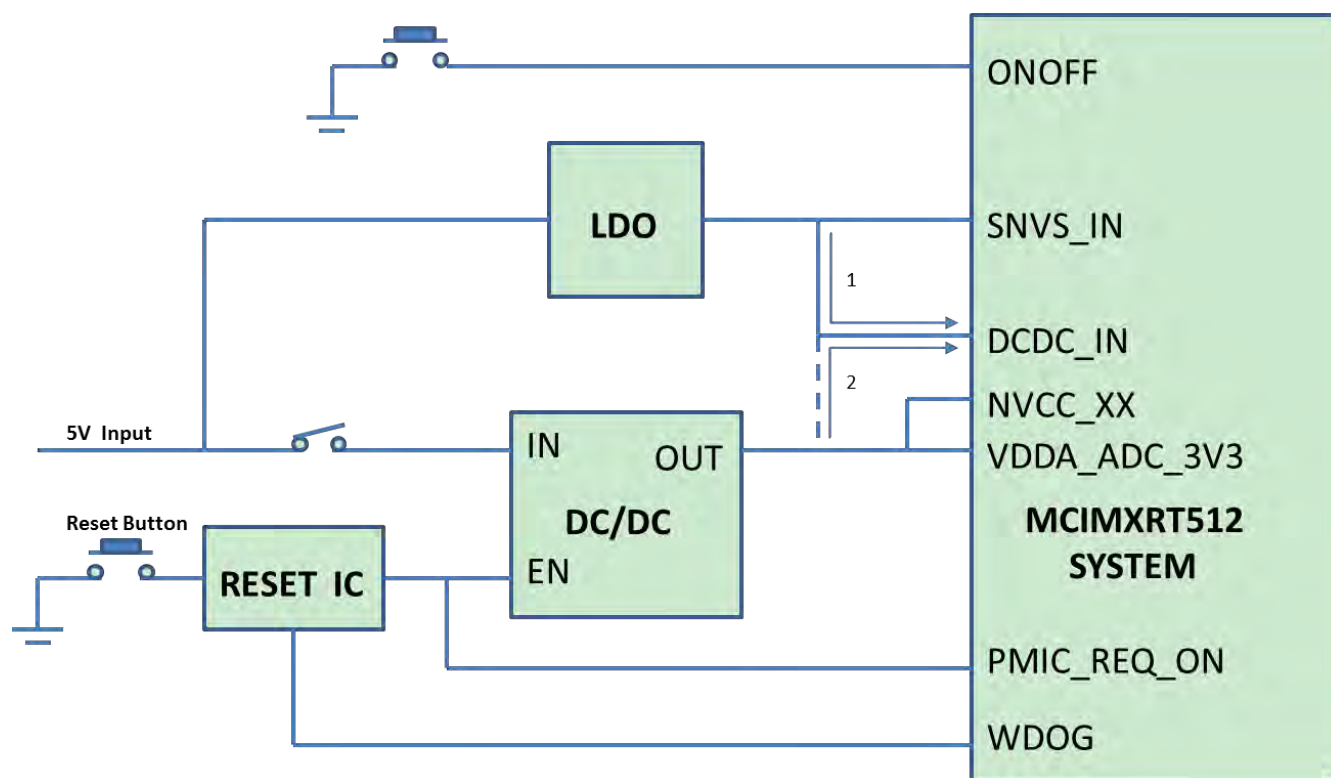 ONOFF
LDO
SNVS_IN
1
DCDC_IN
2
NVCC_XX
5V Input
IN
OUT
VDDA_ADC_3V3
DC/DC
MCIMXRT512
SYSTEM
Reset Button
RESET IC
EN
PMIC_REQ_ON
WDOG